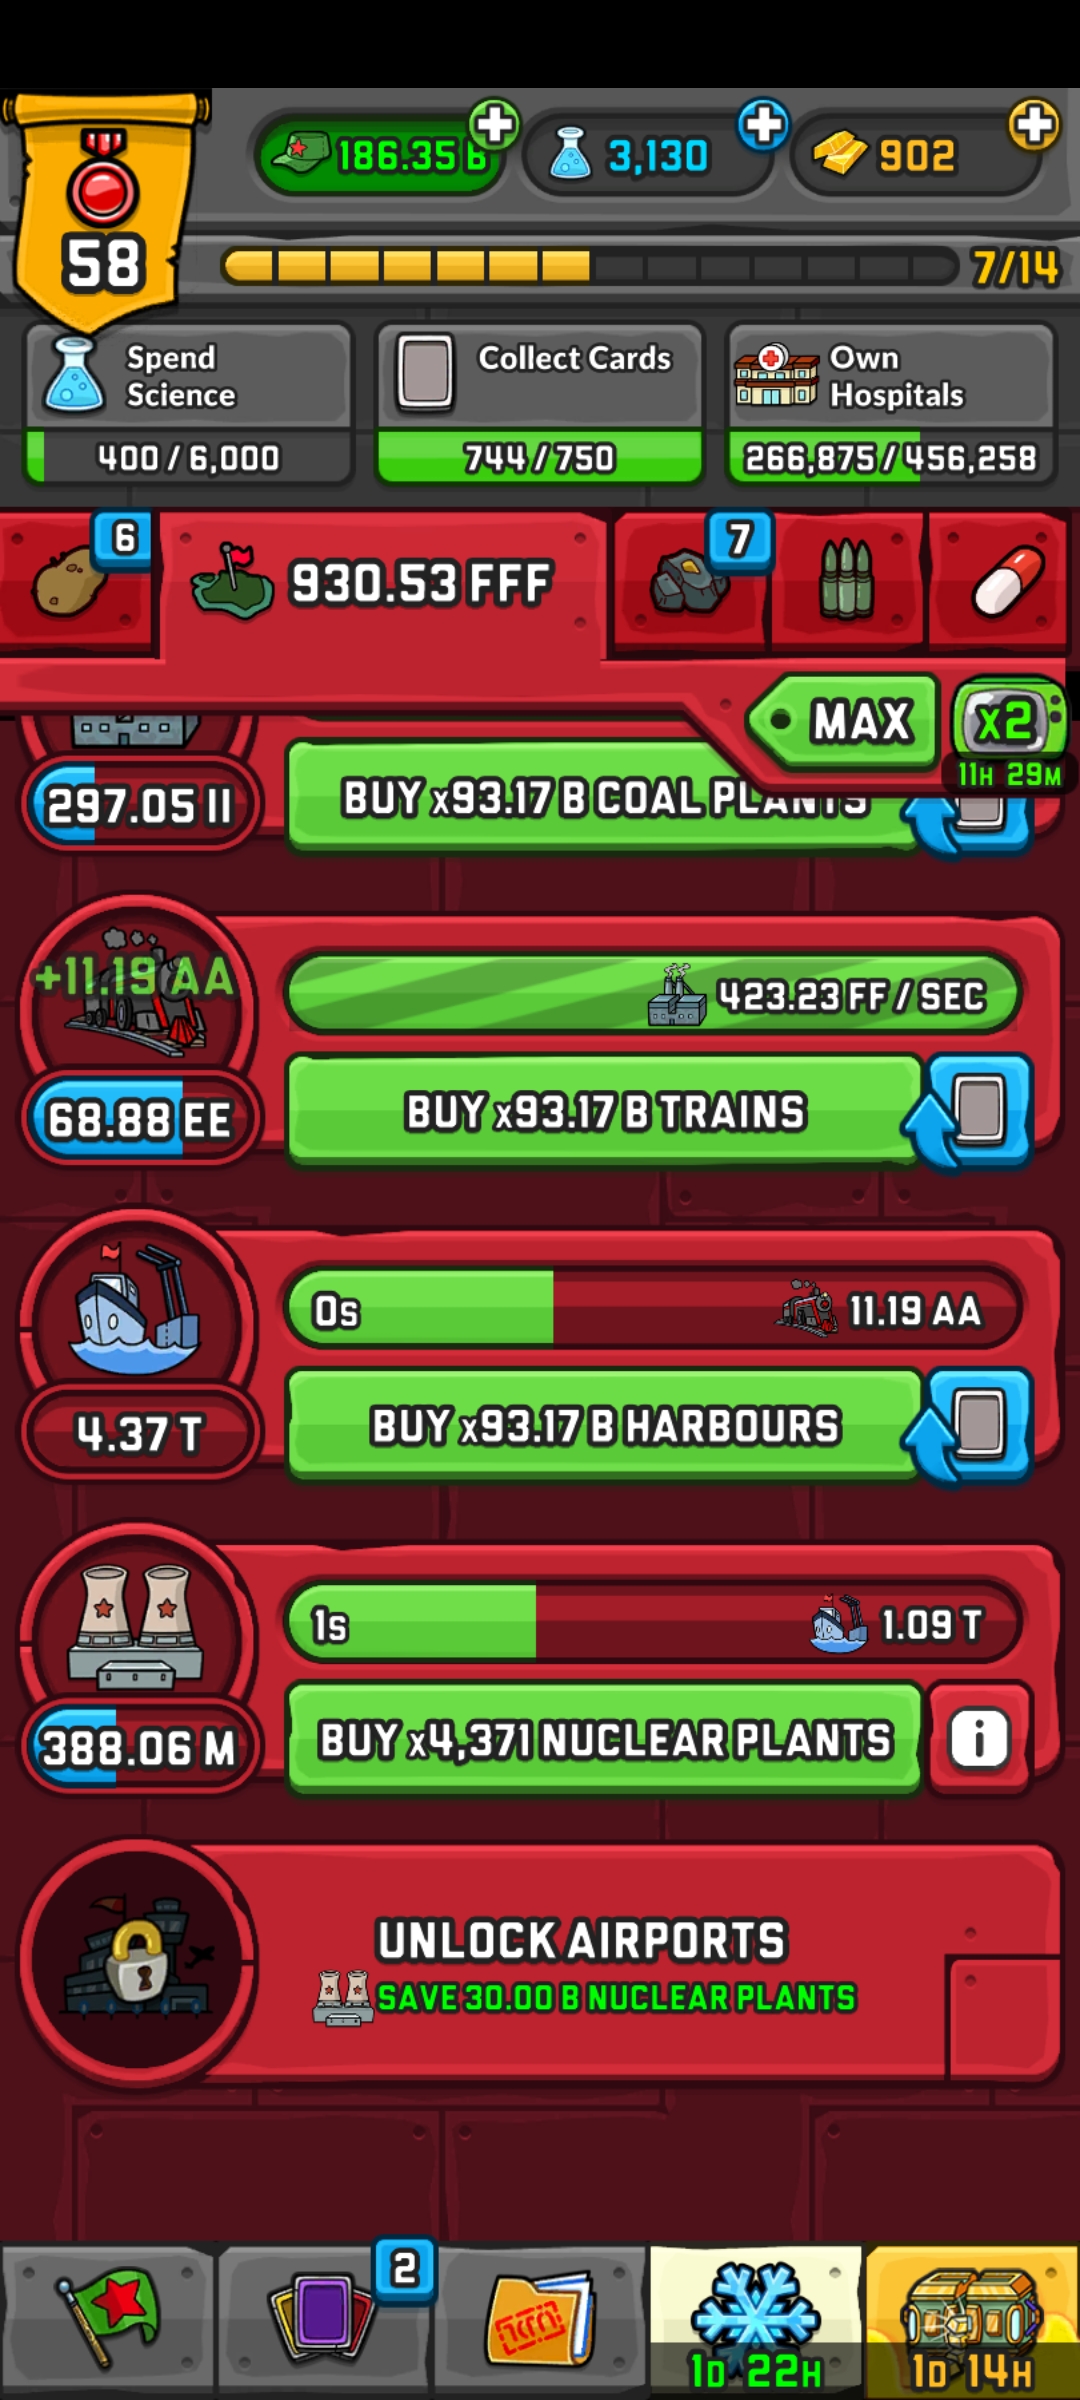 186.35 B
3,130
902
58
7/14
Spend
Science
Collect Cards
Own
Hospitals
400 / 6,000
744 / 750
266,875 / 456,258
6
930.53 FFF
7
MAX
x2
11H 29M
297.05 II
BUY x93.17 B COAL PLANTS
+11.19 AA
423.23 FF / SEC
68.88 EE
BUY x93.17 B TRAINS
0s
11.19 AA
4.37 T
BUY x93.17 B HARBOURS
1s
1.09 T
388.06 M
BUY x4,371 NUCLEAR PLANTS
i
UNLOCK AIRPORTS
SAVE 30.00 B NUCLEAR PLANTS
2
1D 22H
1D 14H